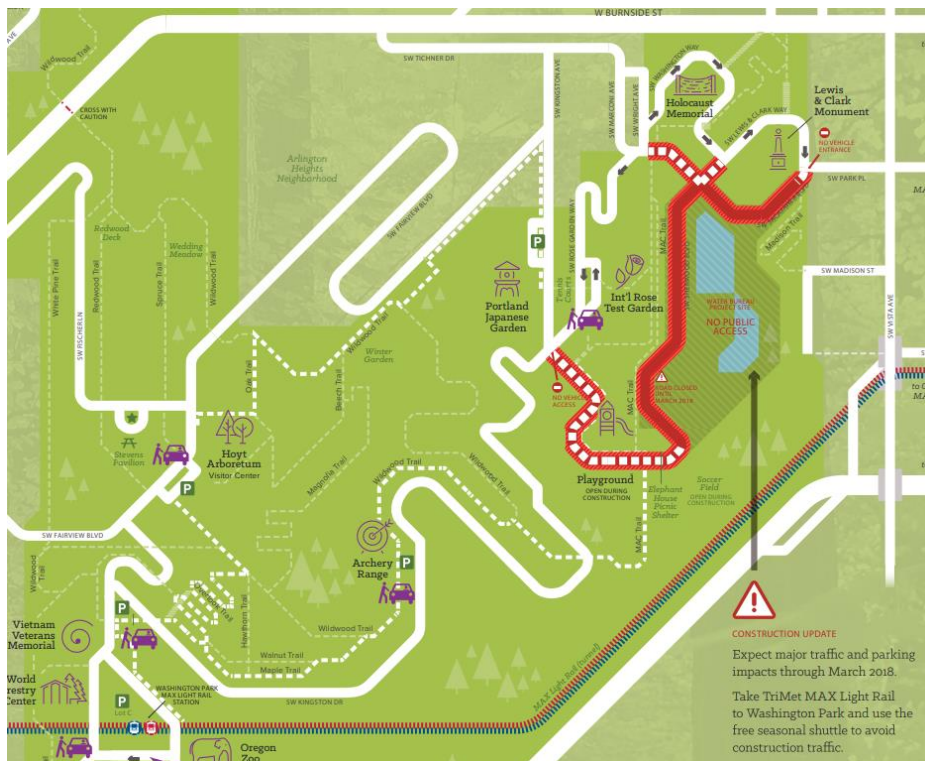 W BURNSIDE ST
AVE
Wildwood Trail
SW TICHNER DR
SW KINGSTON AVE
SW MARCONI AVE
SW WRIGHT AVE
SW WASHINGTON WAY
CROSS WITH
CAUTION
Holocaust
Memorial
Lewis
& Clark
Monument
SW LEWIS & CLARK WAY
NO VEHICLE
ENTRANCE
SW PARK PL
Arlington
Heights
Neighborhood
SW FAIRVIEW BLVD
Redwood
Deck
Wedding
Meadow
White Pine Trail
Redwood Trail
Spruce Trail
Wildwood Trail
SW FISCHER LN
P
SW ROSE GARDEN WAY
Tennis
Courts
MAC Trail
Madison Trail
SW MADISON ST
SW VISTA AVE
Portland
Japanese
Garden
Int'l Rose
Test Garden
WATER BUREAU
PROJECT SITE
NO PUBLIC
ACCESS
Wildwood Trail
Winter
Garden
Oak Trail
Beech Trail
NO VEHICLE
ACCESS
ROAD CLOSED
UNTIL
MARCH 2018
MAC Trail
Stevens
Pavilion
Hoyt
Arboretum
Visitor Center
P
Magnolia Trail
Wildwood Trail
Wildwood Trail
Playground
OPEN DURING
CONSTRUCTION
Elephant
House
Picnic
Shelter
Soccer
Field
OPEN DURING
CONSTRUCTION
MAC Trail
SW FAIRVIEW BLVD
Archery
Range
P
Wildwood
Trail
Overlook Trail
Hawthorn Trail
Wildwood Trail
Walnut Trail
Maple Trail
P
Vietnam
Veterans
Memorial
World
Forestry
Center
P
Lot C
WASHINGTON PARK
MAX LIGHT RAIL
STATION
SW KINGSTON DR
MAX Light Rail (tunnel)
Oregon
Zoo
CONSTRUCTION UPDATE
Expect major traffic and parking
impacts through March 2018.
Take TriMet MAX Light Rail
to Washington Park and use the
free seasonal shuttle to avoid
construction traffic.